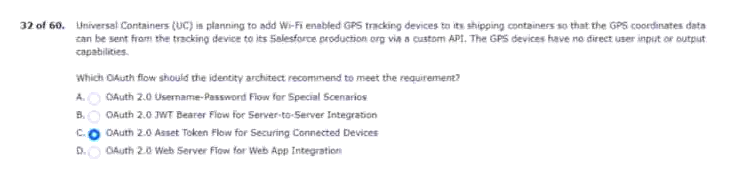 32 of 60. Universal Containers (UC) is planning to add Wi-Fi enabled GPS tracking devices to its shipping containers so that the GPS coordinates data
can be sent from the tracking device to its Salesforce production org via a custom API. The GPS devices have no direct user input or output
capabilities.
Which OAuth flow should the identity architect recommend to meet the requirement?
A. OAuth 2.0 Username-Password Flow for Special Scenarios
B. OAuth 2.0 JWT Bearer Flow for Server-to-Server Integration
C. OAuth 2.0 Asset Token Flow for Securing Connected Devices
D. OAuth 2.0 Web Server Flow for Web App Integration